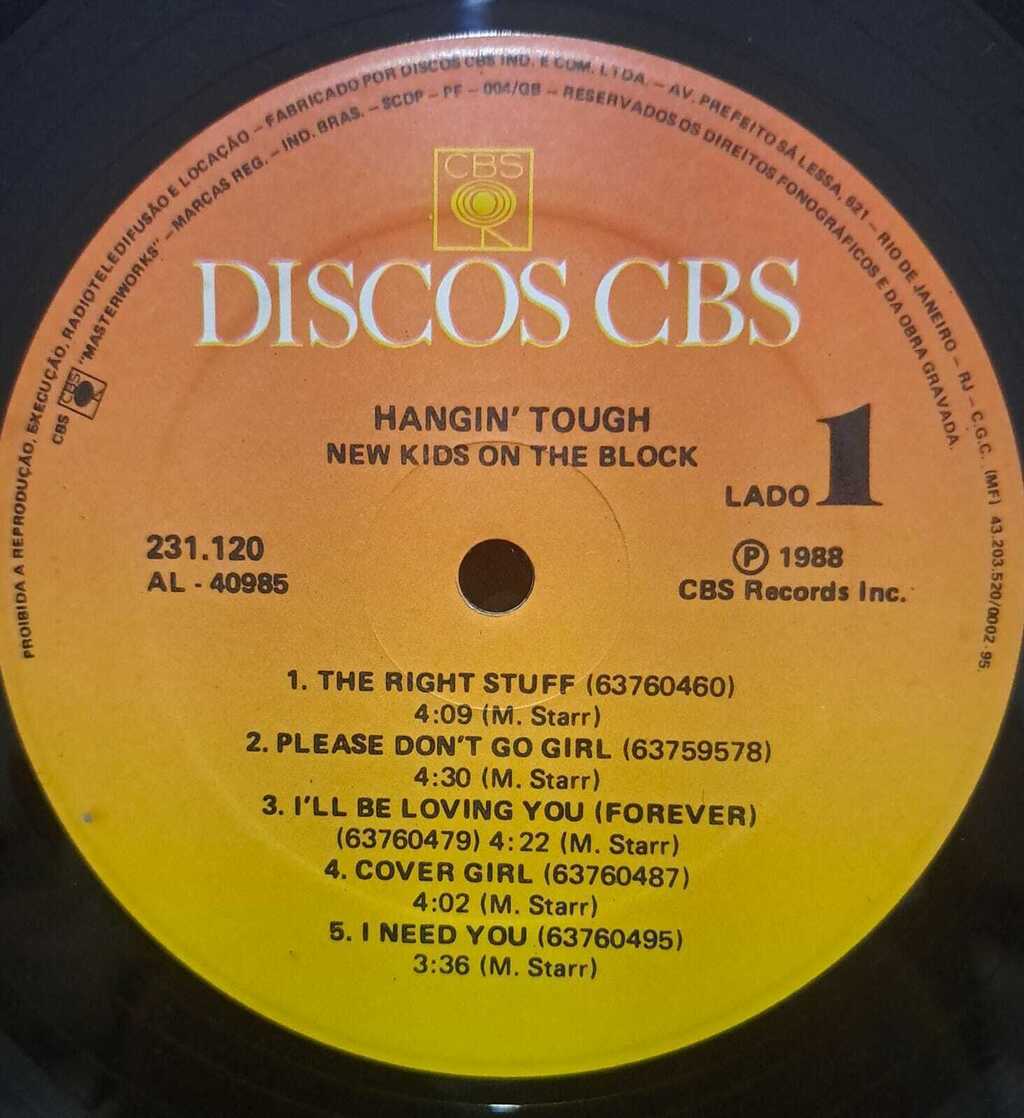 PROIBIDA A REPRODUÇÃO, EXECUÇÃO, RADIOTELEDIFUSÃO E LOCAÇÃO – FABRICADO POR DISCOS CBS IND. E COM. LTDA. – AV. PREFEITO SÁ LESSA, 621 – RIO DE JANEIRO – RJ – C.G.C. (MF) 43.203.520/0002-95.
CBS CBS "MASTERWORKS" – MARCAS REG. – IND. BRAS. – SCDP – PF – 004/GB – RESERVADOS OS DIREITOS FONOGRÁFICOS E DA OBRA GRAVADA.
CBS
DISCOS CBS
HANGIN' TOUGH
NEW KIDS ON THE BLOCK
LADO 1
231.120
AL - 40985
℗ 1988
CBS Records Inc.
1. THE RIGHT STUFF (63760460)
4:09 (M. Starr)
2. PLEASE DON'T GO GIRL (63759578)
4:30 (M. Starr)
3. I'LL BE LOVING YOU (FOREVER)
(63760479) 4:22 (M. Starr)
4. COVER GIRL (63760487)
4:02 (M. Starr)
5. I NEED YOU (63760495)
3:36 (M. Starr)